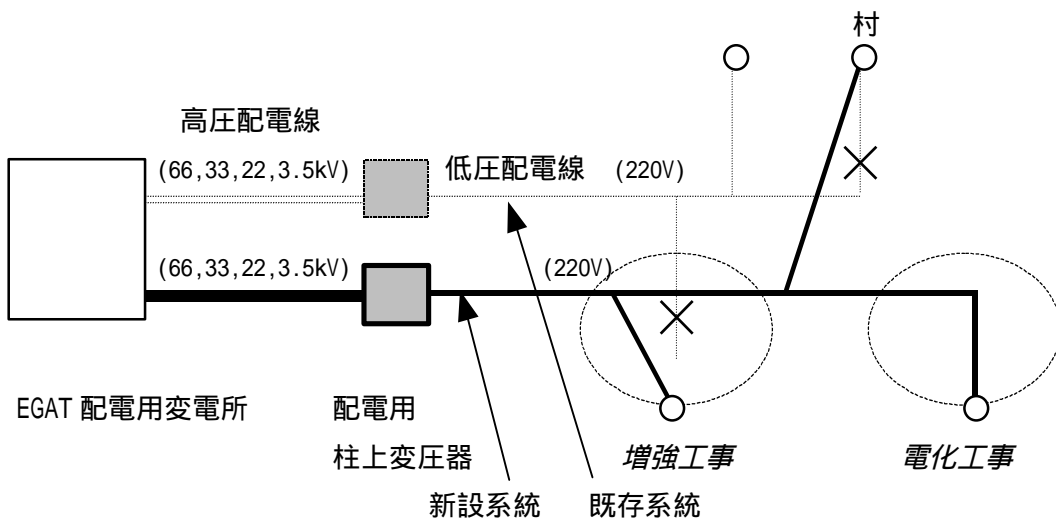 村
高圧配電線
(66,33,22,3.5kV)
低圧配電線
(220V)
(66,33,22,3.5kV)
(220V)
EGAT 配電用変電所
配電用
柱上変圧器
増強工事
電化工事
新設系統
既存系統